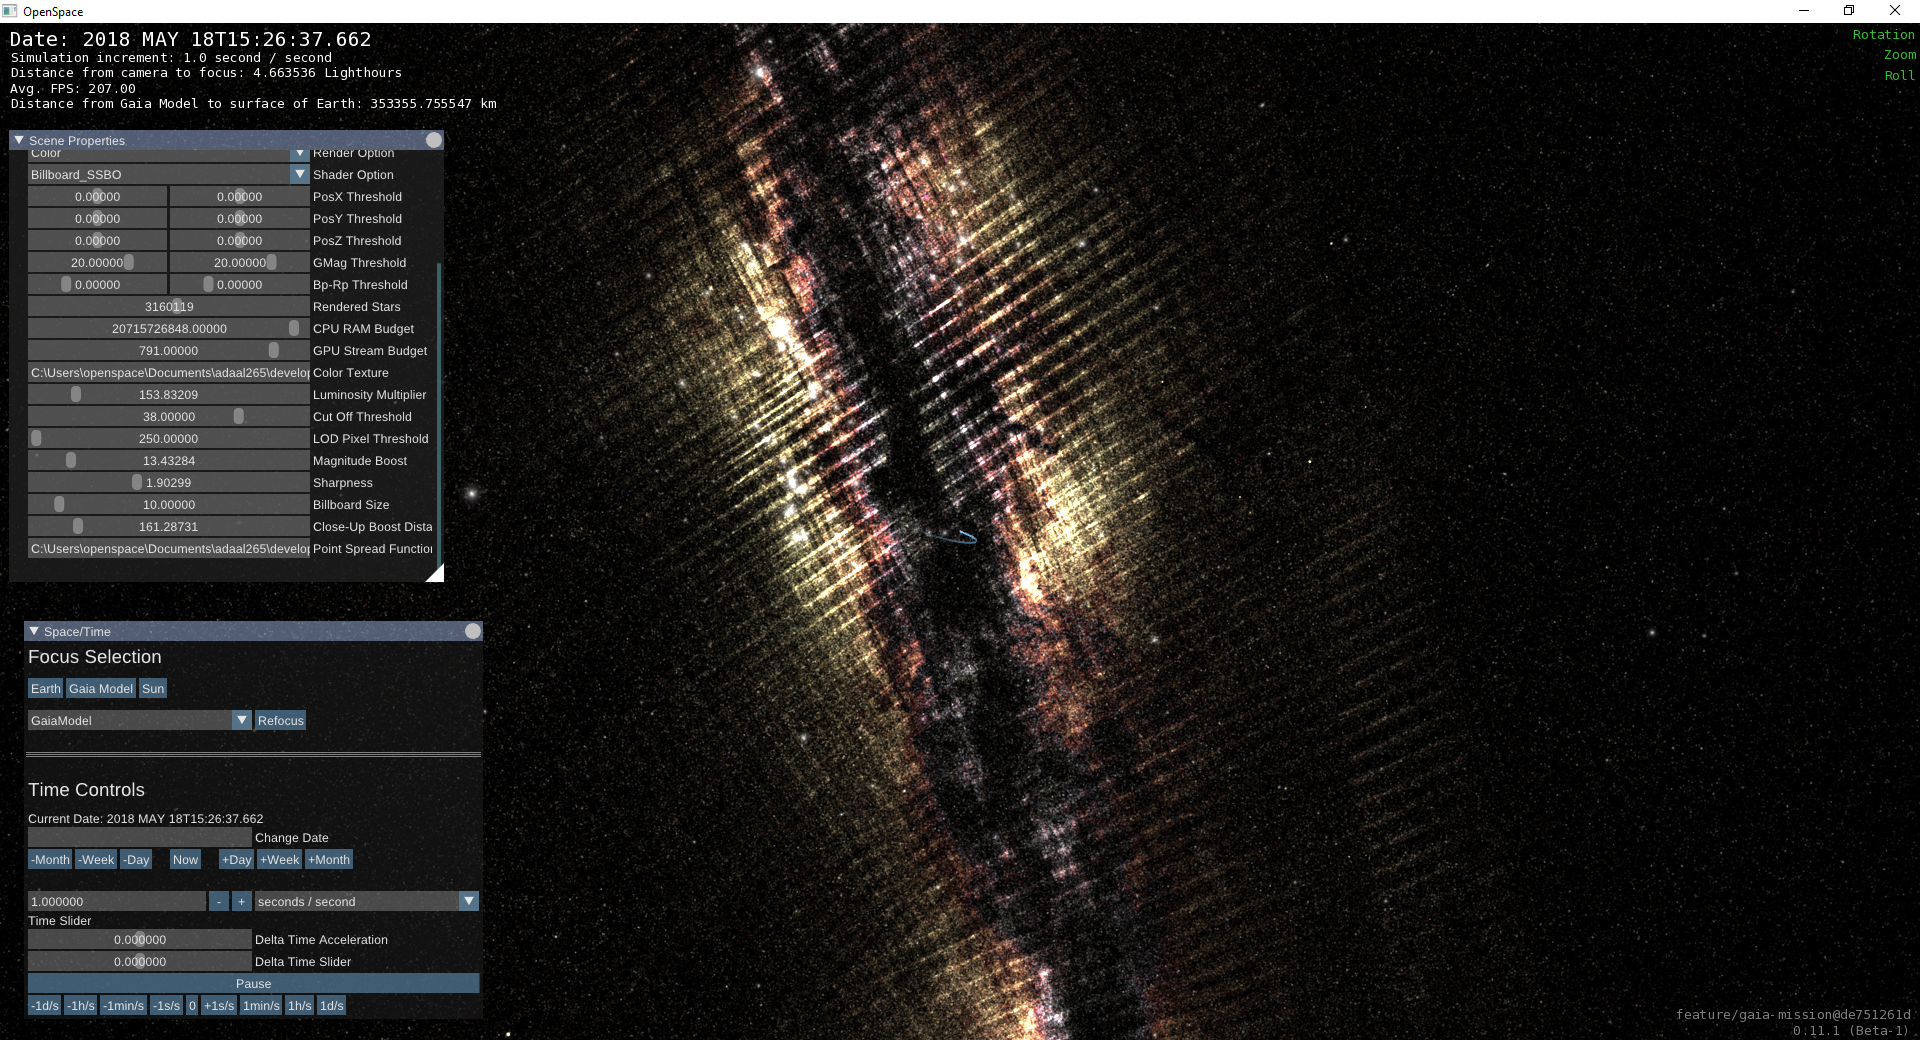 OpenSpace
Date: 2018 MAY 18T15:26:37.662
Simulation increment: 1.0 second / second
Distance from camera to focus: 4.663536 Lighthours
Avg. FPS: 207.00
Distance from Gaia Model to surface of Earth: 353355.755547 km
Rotation
Zoom
Roll
Scene Properties
Color Render Option
Billboard_SSBO Shader Option
0.00000 0.00000 PosX Threshold
0.00000 0.00000 PosY Threshold
0.00000 0.00000 PosZ Threshold
20.00000 20.00000 GMag Threshold
0.00000 0.00000 Bp-Rp Threshold
3160119 Rendered Stars
20715726848.00000 CPU RAM Budget
791.00000 GPU Stream Budget
C:\Users\openspace\Documents\adaal265\develop Color Texture
153.83209 Luminosity Multiplier
38.00000 Cut Off Threshold
250.00000 LOD Pixel Threshold
13.43284 Magnitude Boost
1.90299 Sharpness
10.00000 Billboard Size
161.28731 Close-Up Boost Dista
C:\Users\openspace\Documents\adaal265\develop Point Spread Function
Space/Time
Focus Selection
Earth Gaia Model Sun
GaiaModel Refocus
Time Controls
Current Date: 2018 MAY 18T15:26:37.662
Change Date
-Month -Week -Day Now +Day +Week +Month
1.000000 - + seconds / second
Time Slider
0.000000 Delta Time Acceleration
0.000000 Delta Time Slider
Pause
-1d/s -1h/s -1min/s -1s/s 0 +1s/s 1min/s 1h/s 1d/s
feature/gaia-mission@de751261d
0.11.1 (Beta-1)